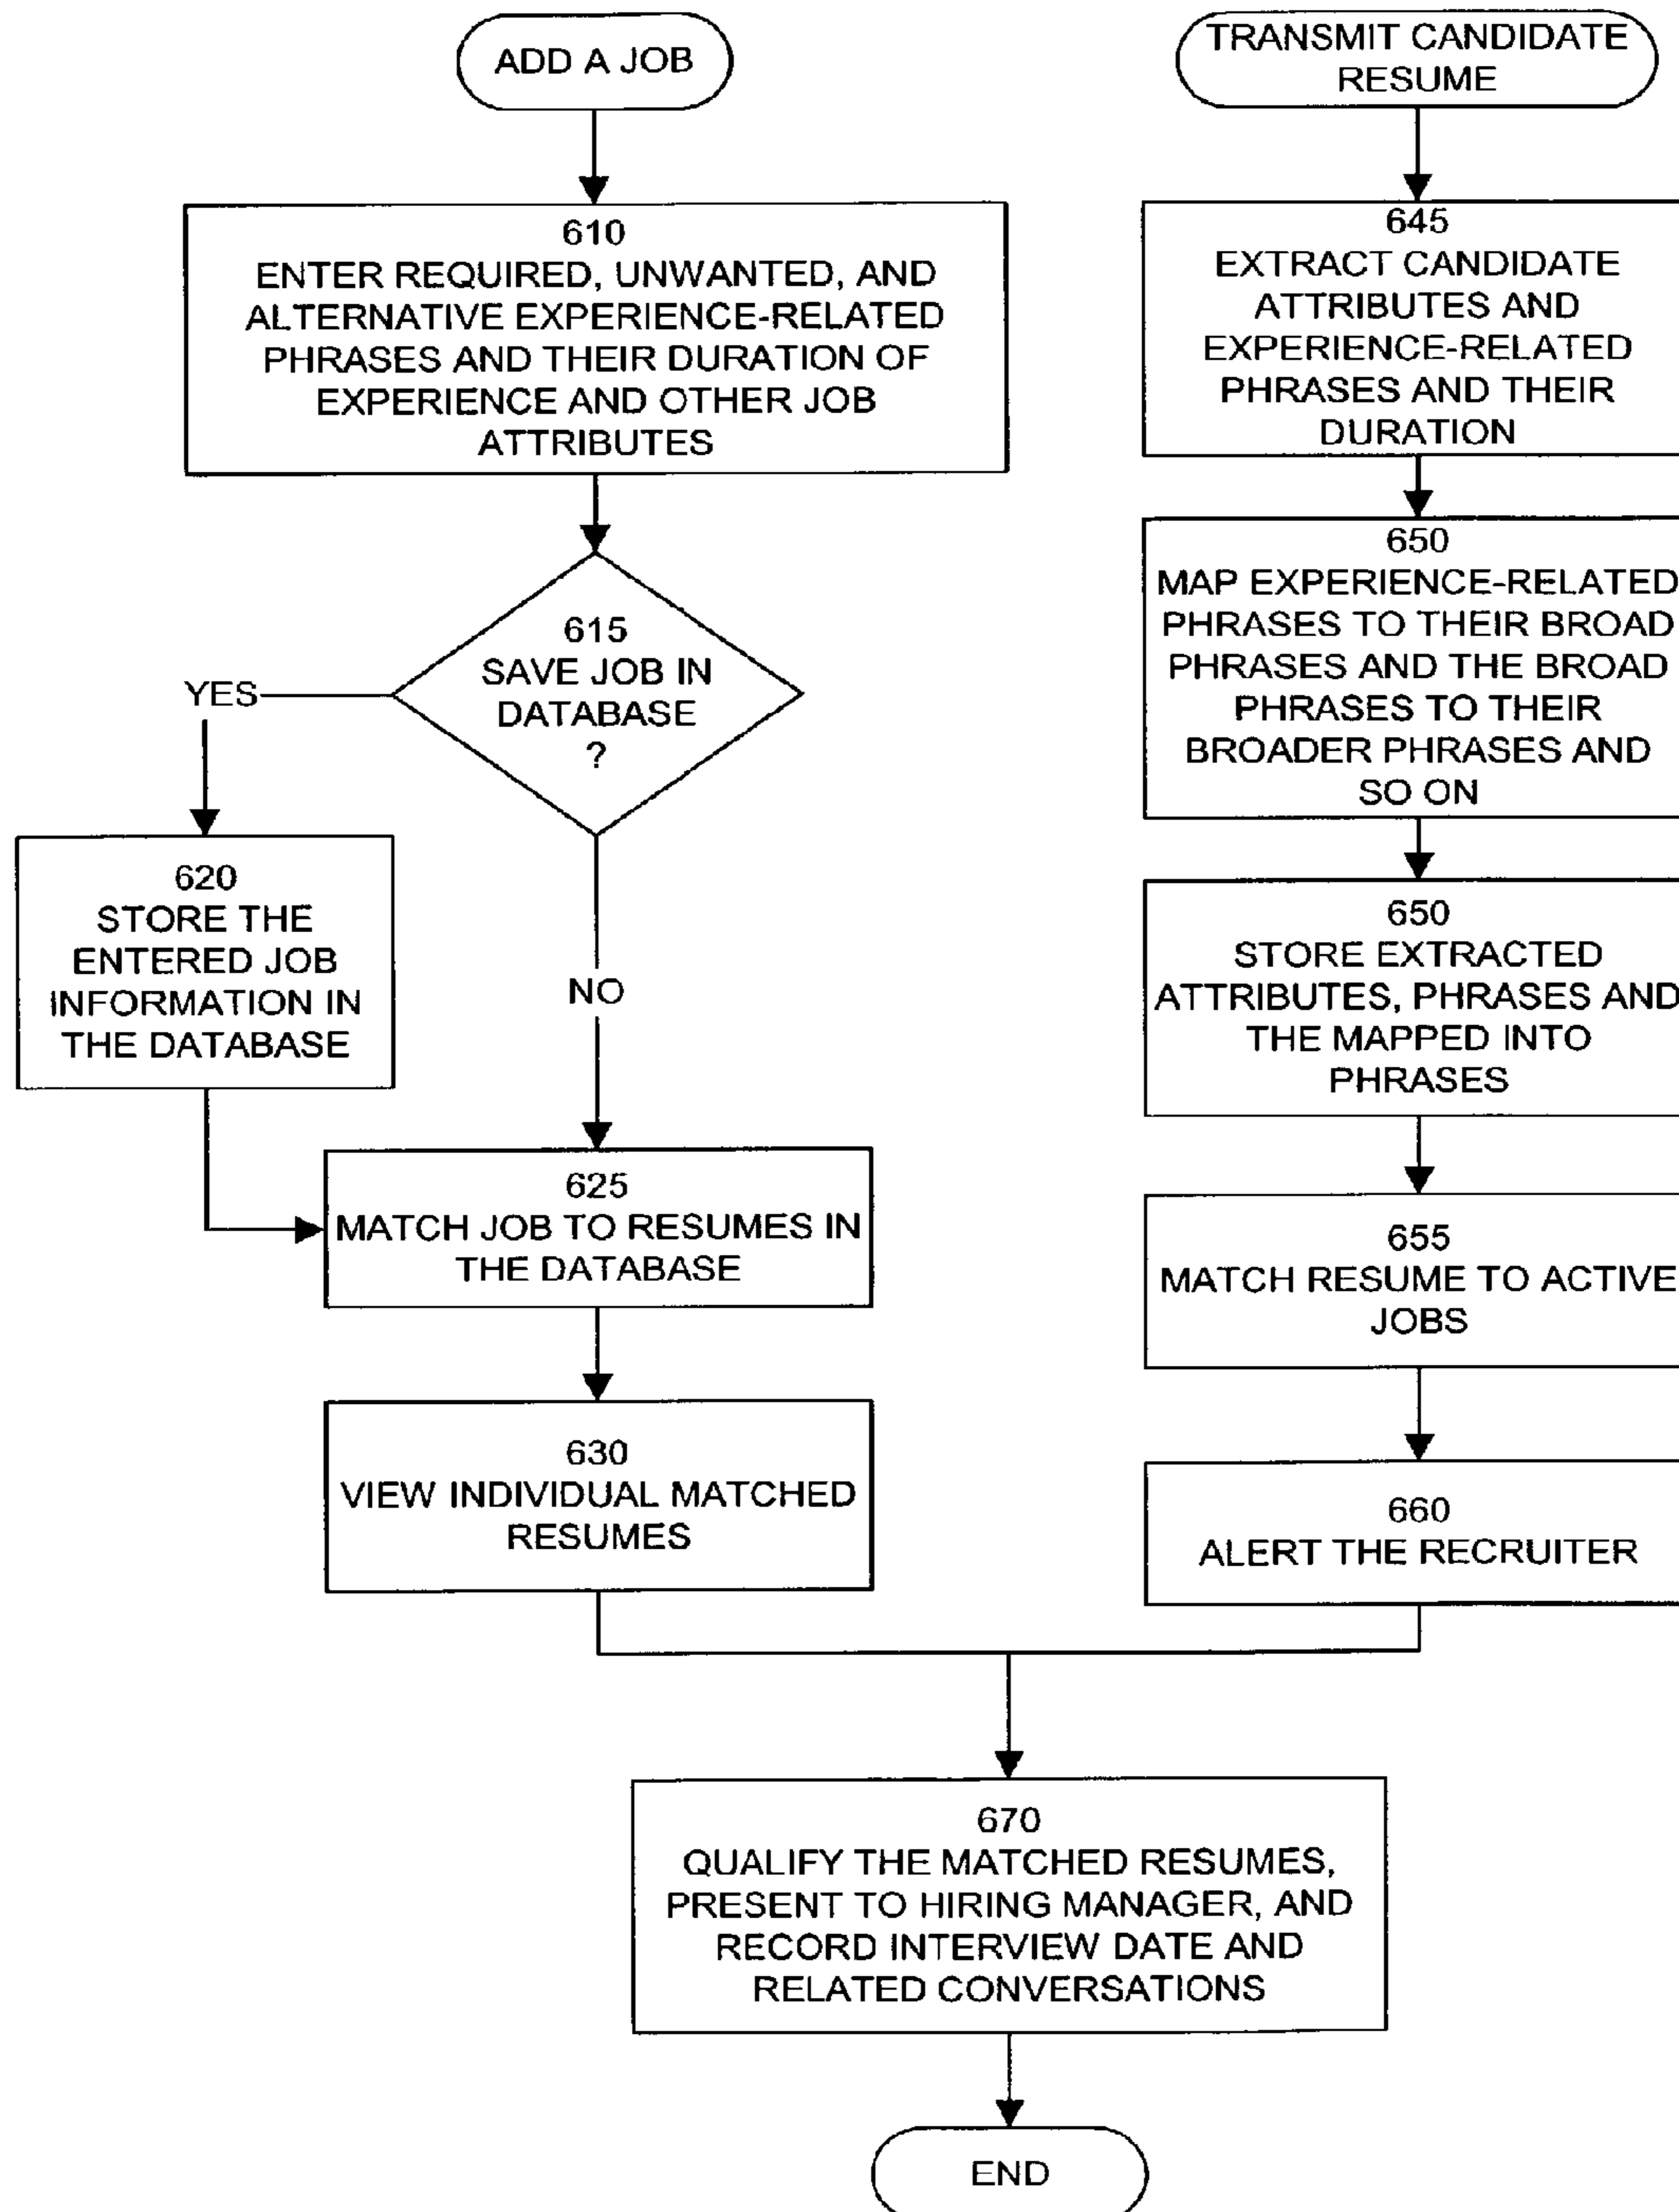 ADD A JOB
610
ENTER REQUIRED, UNWANTED, AND
ALTERNATIVE EXPERIENCE-RELATED
PHRASES AND THEIR DURATION OF
EXPERIENCE AND OTHER JOB
ATTRIBUTES
615
SAVE JOB IN
DATABASE
?
YES
620
STORE THE
ENTERED JOB
INFORMATION IN
THE DATABASE
NO
625
MATCH JOB TO RESUMES IN
THE DATABASE
630
VIEW INDIVIDUAL MATCHED
RESUMES
TRANSMIT CANDIDATE
RESUME
645
EXTRACT CANDIDATE
ATTRIBUTES AND
EXPERIENCE-RELATED
PHRASES AND THEIR
DURATION
650
MAP EXPERIENCE-RELATED
PHRASES TO THEIR BROAD
PHRASES AND THE BROAD
PHRASES TO THEIR
BROADER PHRASES AND
SO ON
650
STORE EXTRACTED
ATTRIBUTES, PHRASES AND
THE MAPPED INTO
PHRASES
655
MATCH RESUME TO ACTIVE
JOBS
660
ALERT THE RECRUITER
670
QUALIFY THE MATCHED RESUMES,
PRESENT TO HIRING MANAGER, AND
RECORD INTERVIEW DATE AND
RELATED CONVERSATIONS
END